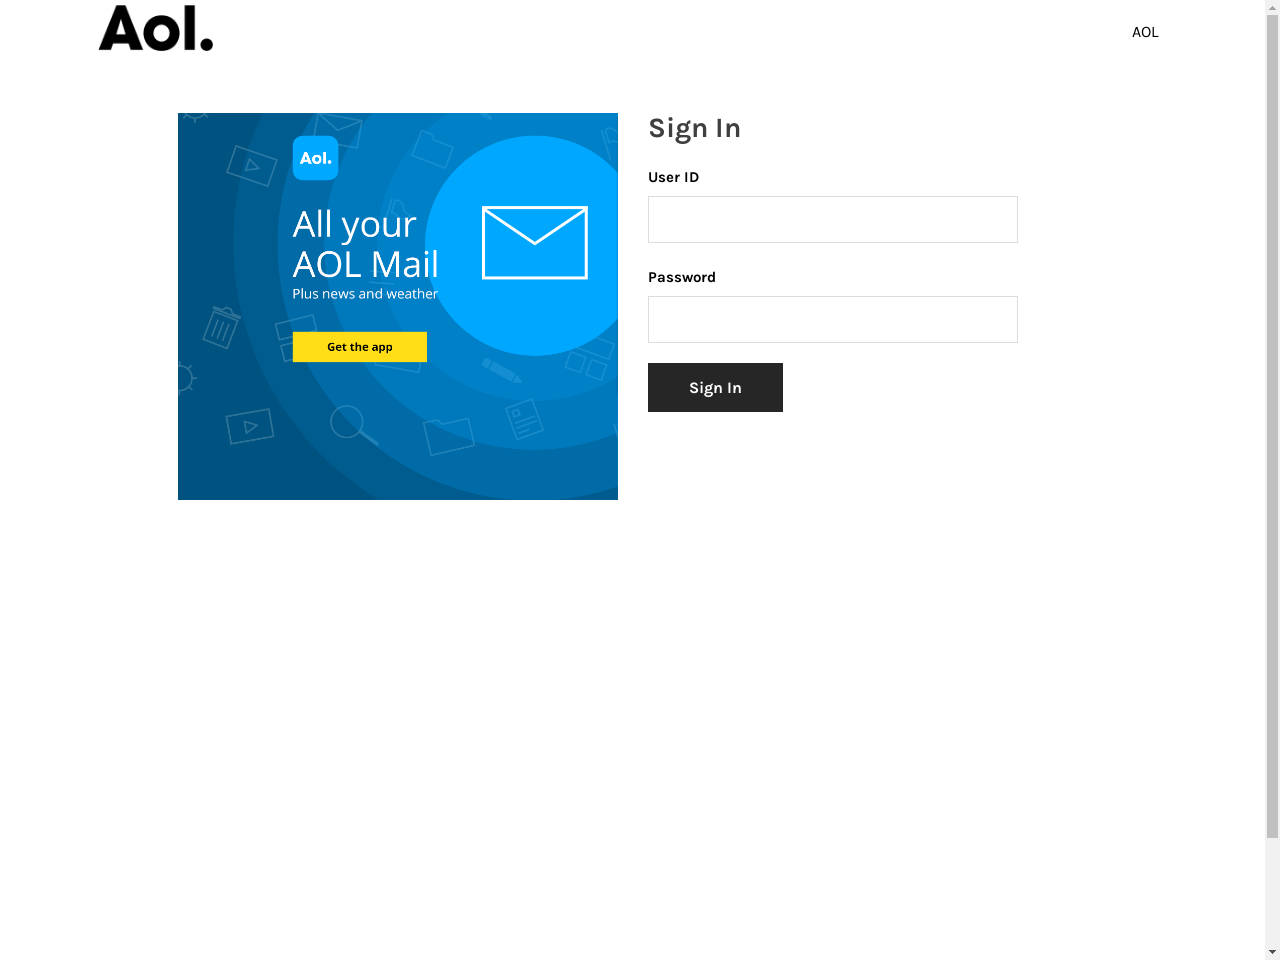 Aol.
AOL
Aol.
All your
AOL Mail
Plus news and weather
Get the app
Sign In
User ID
Password
Sign In